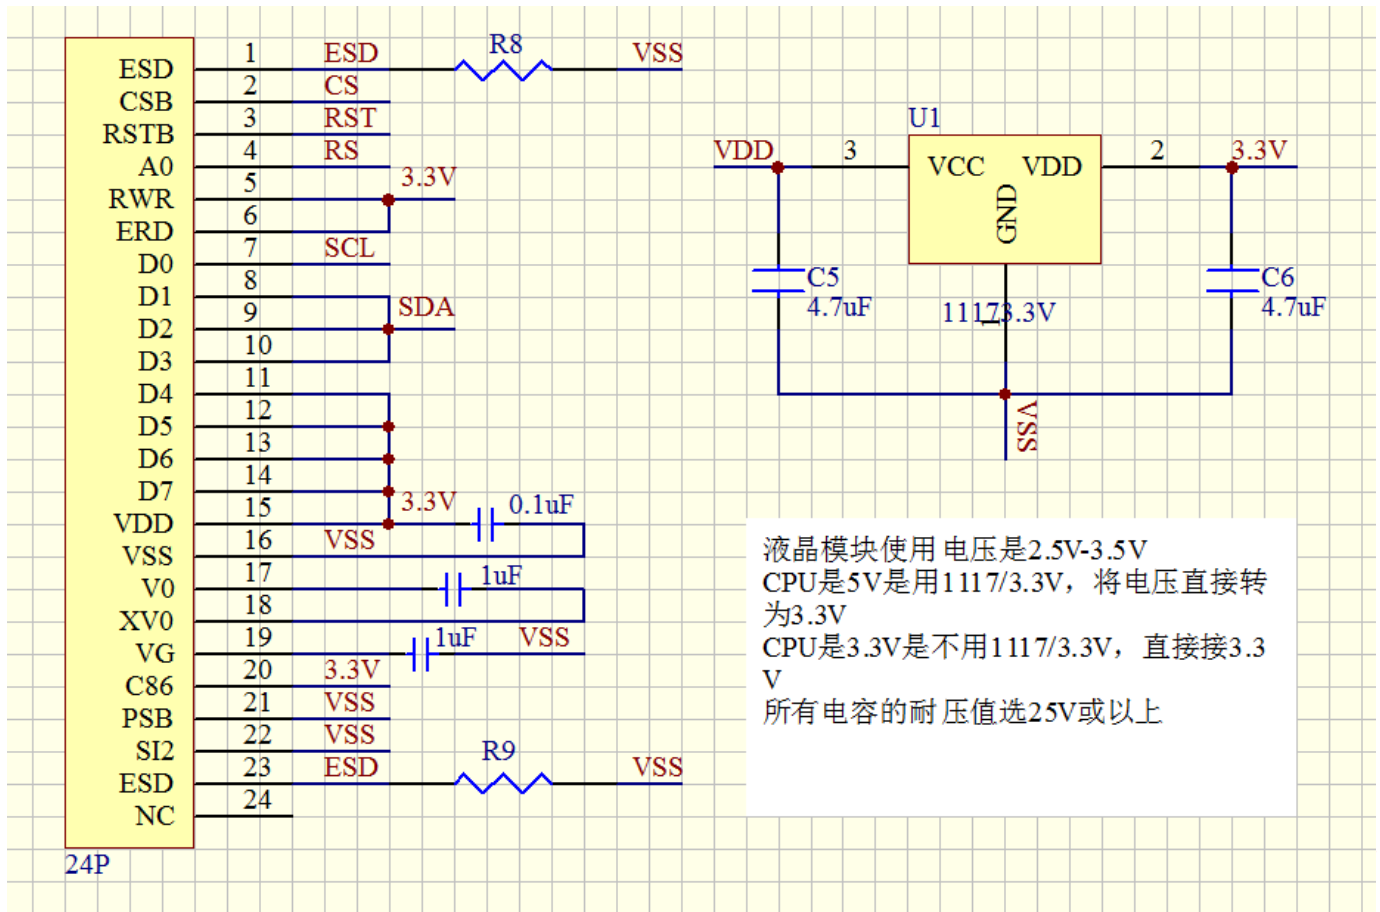 ESD 1 ESD R8 VSS
CSB 2 CS
RSTB 3 RST
A0 4 RS
RWR 5 3.3V
ERD 6
D0 7 SCL
D1 8
D2 9 SDA
D3 10
D4 11
D5 12
D6 13
D7 14
VDD 15 3.3V 0.1uF
VSS 16 VSS
V0 17 1uF
XV0 18
VG 19 1uF VSS
C86 20 3.3V
PSB 21 VSS
SI2 22 VSS
ESD 23 ESD R9 VSS
NC 24
24P
U1
VDD 3 VCC VDD 2 3.3V
GND
C5
4.7uF
11173.3V
1
C6
4.7uF
VSS
液晶模块使用电压是2.5V-3.5V
CPU是5V是用1117/3.3V，将电压直接转
为3.3V
CPU是3.3V是不用1117/3.3V，直接接3.3
V
所有电容的耐压值选25V或以上